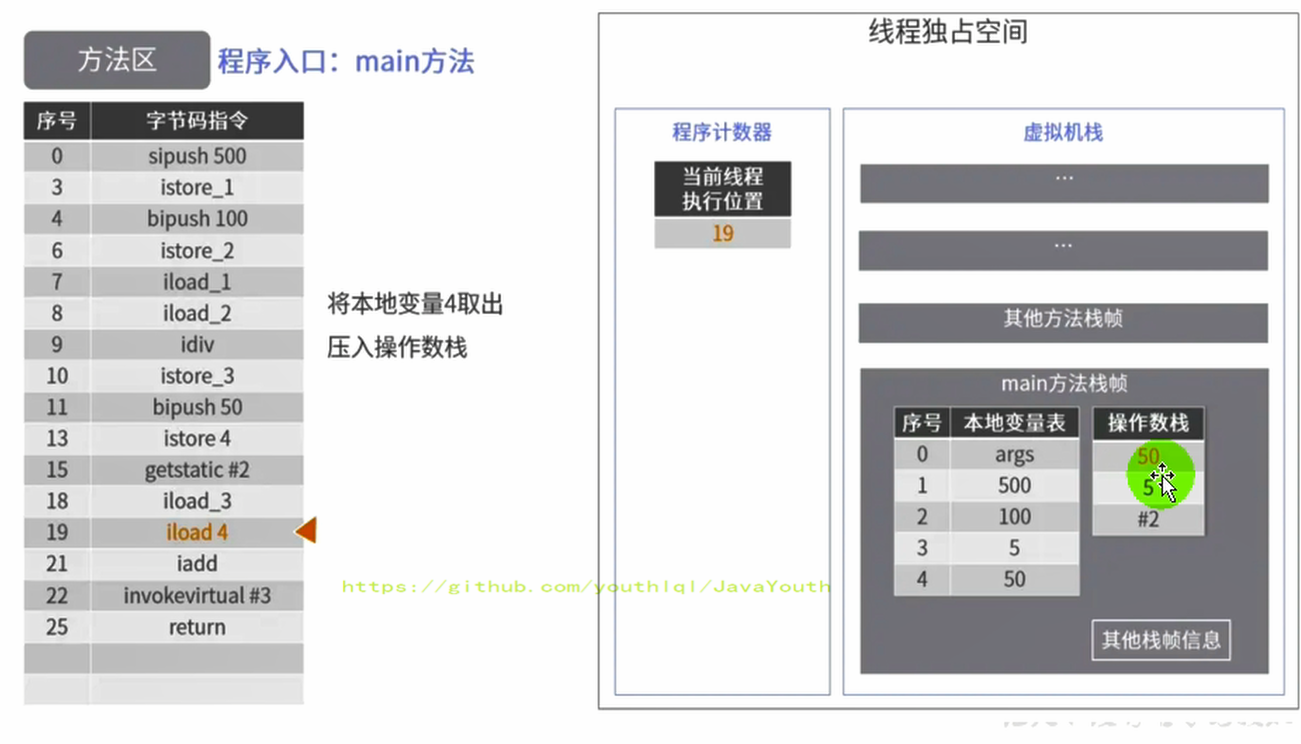 方法区 程序入口：main方法
序号 字节码指令
0 sipush 500
3 istore_1
4 bipush 100
6 istore_2
7 iload_1
8 iload_2
9 idiv
10 istore_3
11 bipush 50
13 istore 4
15 getstatic #2
18 iload_3
19 iload 4
21 iadd
22 invokevirtual #3
25 return
将本地变量4取出
压入操作数栈
https://github.com/youthlql/JavaYouth
线程独占空间
程序计数器
当前线程
执行位置
19
虚拟机栈
...
...
其他方法栈帧
main方法栈帧
序号 本地变量表
0 args
1 500
2 100
3 5
4 50
操作数栈
50
5
#2
其他栈帧信息